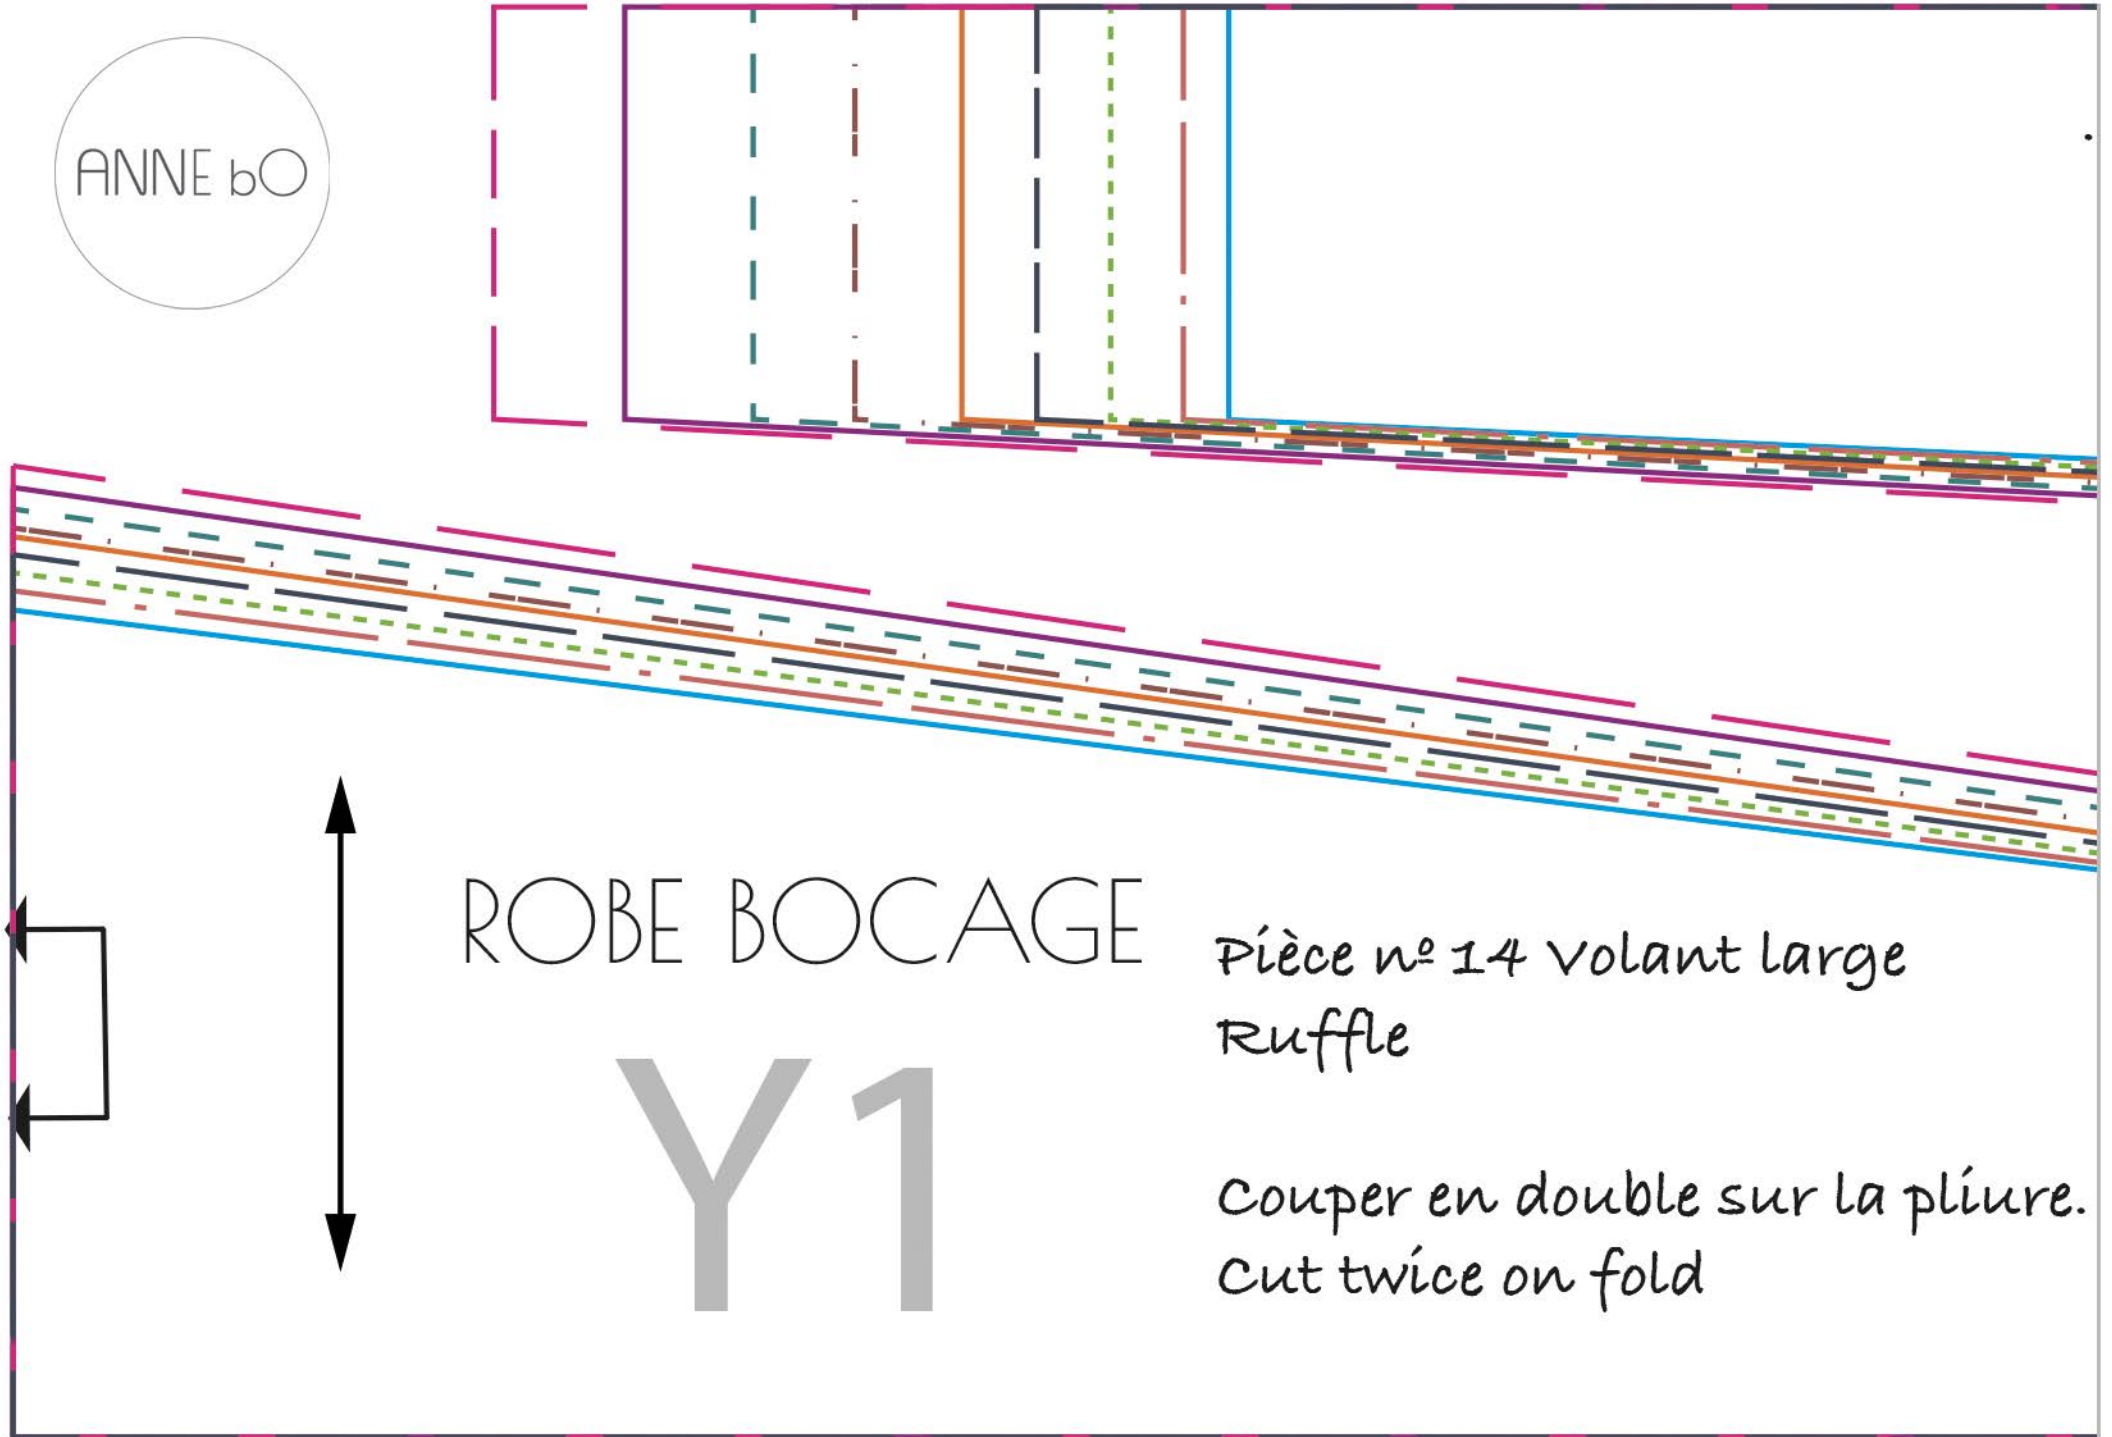 ANNE bO
ROBE BOCAGE
Y1
Pièce nº 14 Volant large
Ruffle
Couper en double sur la pliure.
Cut twice on fold